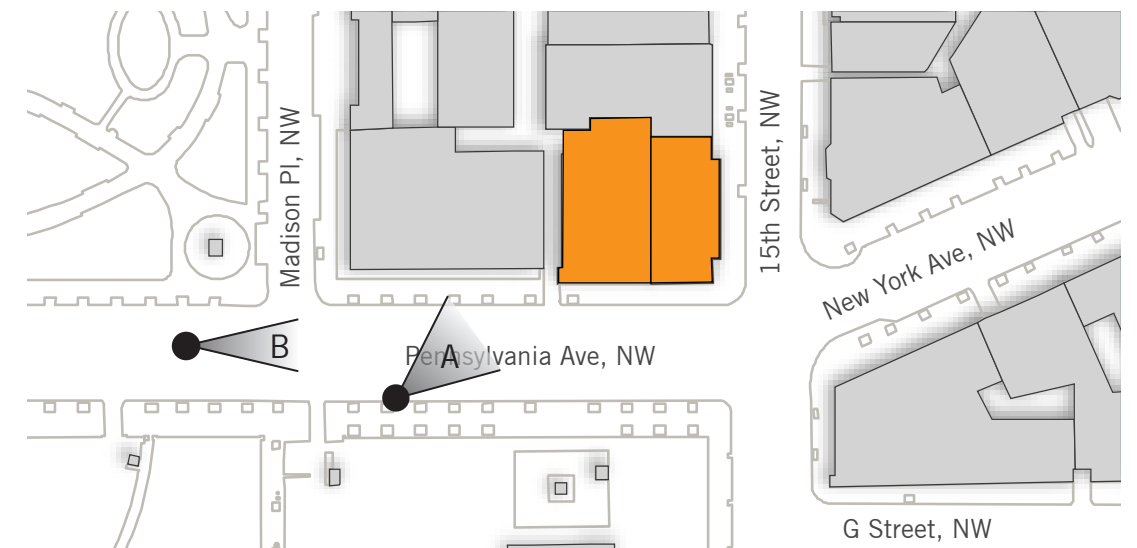 Madison Pl, NW
15th Street, NW
New York Ave, NW
B
A
Pennsylvania Ave, NW
G Street, NW